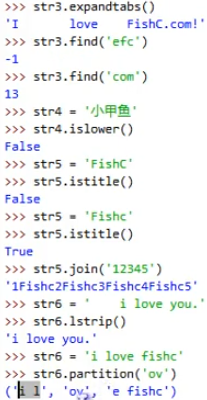 >>> str3.expandtabs()
'I      love    FishC.com!'
>>> str3.find('efc')
-1
>>> str3.find('com')
13
>>> str4 = '小甲鱼'
>>> str4.islower()
False
>>> str5 = 'FishC'
>>> str5.istitle()
False
>>> str5 = 'Fishc'
>>> str5.istitle()
True
>>> str5.join('12345')
'1Fishc2Fishc3Fishc4Fishc5'
>>> str6 = '    i love you.'
>>> str6.lstrip()
'i love you.'
>>> str6 = 'i love fishc'
>>> str6.partition('ov')
('i l', 'ov', 'e fishc')